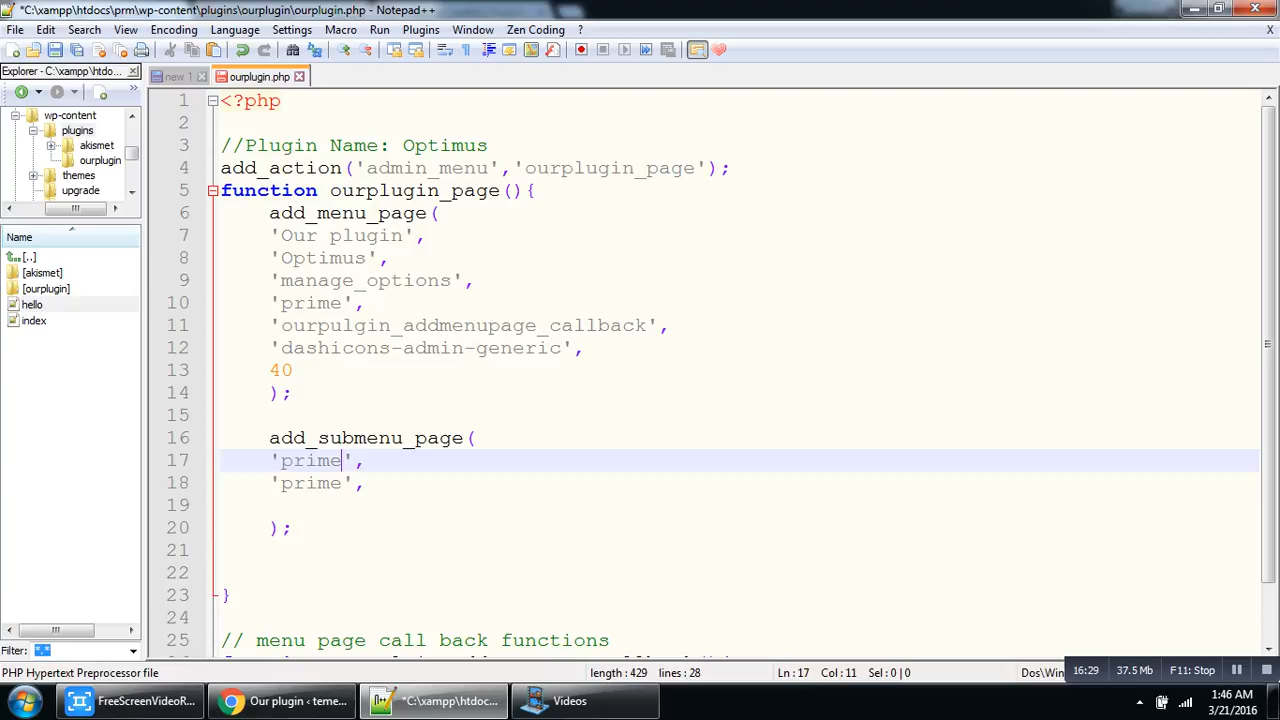 *C:\xampp\htdocs\prm\wp-content\plugins\ourplugin\ourplugin.php - Notepad++
File Edit Search View Encoding Language Settings Macro Run Plugins Window Zen Coding ? X
Explorer - C:\xampp\htdo...
new 1 ourplugin.php
wp-content
plugins
akismet
ourplugin
themes
upgrade
Name
[..]
[akismet]
[ourplugin]
hello
index
Filter: *.*
1 <?php
2
3 //Plugin Name: Optimus
4 add_action('admin_menu','ourplugin_page');
5 function ourplugin_page(){
6 add_menu_page(
7 'Our plugin',
8 'Optimus',
9 'manage_options',
10 'prime',
11 'ourpulgin_addmenupage_callback',
12 'dashicons-admin-generic',
13 40
14 );
15
16 add_submenu_page(
17 'prime',
18 'prime',
19
20 );
21
22
23 }
24
25 // menu page call back functions
PHP Hypertext Preprocessor file length : 429 lines : 28 Ln : 17 Col : 11 Sel : 0 | 0 Dos\Win
16:29 37.5 Mb F11: Stop
FreeScreenVideoR... Our plugin ‹ teme... *C:\xampp\htdoc... Videos
1:46 AM
3/21/2016